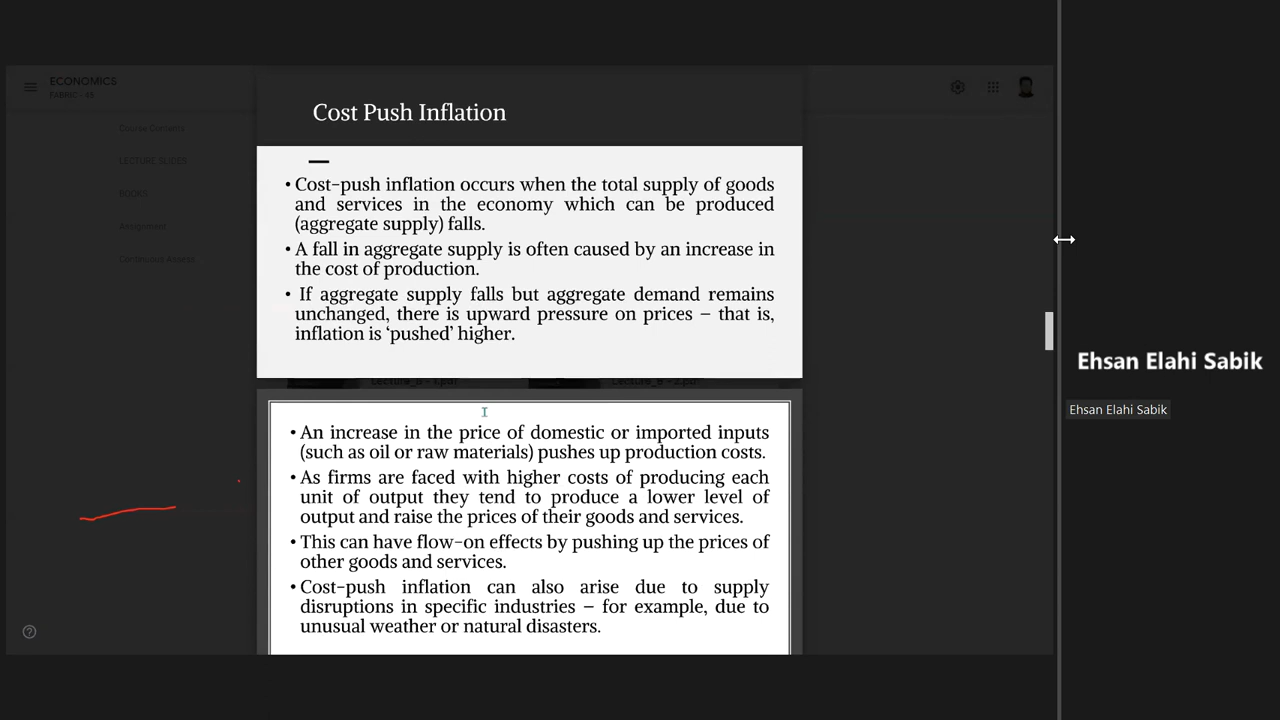 ECONOMICS
Course Contents
LECTURE SLIDES
BOOKS
Assignment
Cost Push Inflation
• Cost-push inflation occurs when the total supply of goods
and services in the economy which can be produced
(aggregate supply) falls.
• A fall in aggregate supply is often caused by an increase in
the cost of production.
• If aggregate supply falls but aggregate demand remains
unchanged, there is upward pressure on prices – that is,
inflation is ‘pushed’ higher.
• An increase in the price of domestic or imported inputs
(such as oil or raw materials) pushes up production costs.
• As firms are faced with higher costs of producing each
unit of output they tend to produce a lower level of
output and raise the prices of their goods and services.
• This can have flow-on effects by pushing up the prices of
other goods and services.
• Cost-push inflation can also arise due to supply
disruptions in specific industries – for example, due to
unusual weather or natural disasters.
Ehsan Elahi Sabik
Ehsan Elahi Sabik